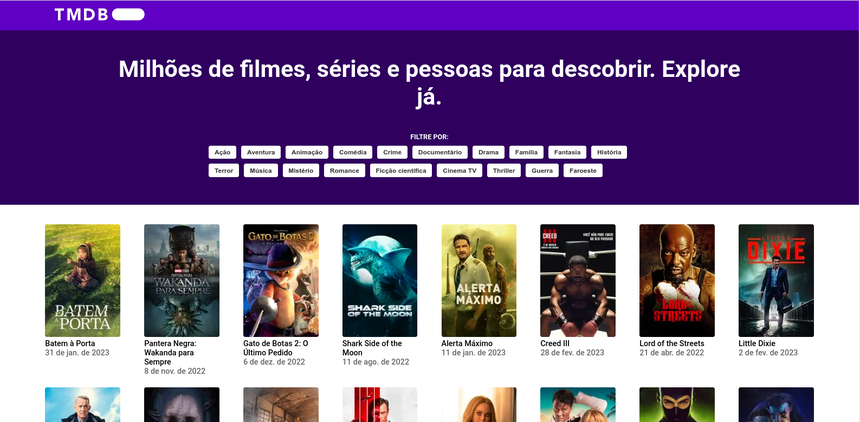 TMDB
Milhões de filmes, séries e pessoas para descobrir. Explore
já.
FILTRE POR:
Ação Aventura Animação Comédia Crime Documentário Drama Família Fantasia História
Terror Música Mistério Romance Ficção científica Cinema TV Thriller Guerra Faroeste
BATEM
À PORTA
PANTERA NEGRA
WAKANDA
PARA SEMPRE
GATO DE BOTAS 2
SHARK SIDE
OF THE MOON
ALERTA
MÁXIMO
CREED
III
LORD OF THE
STREETS
LITTLE
DIXIE
Batem à Porta
31 de jan. de 2023
Pantera Negra:
Wakanda para
Sempre
8 de nov. de 2022
Gato de Botas 2: O
Último Pedido
6 de dez. de 2022
Shark Side of the
Moon
11 de ago. de 2022
Alerta Máximo
11 de jan. de 2023
Creed III
28 de fev. de 2023
Lord of the Streets
21 de abr. de 2022
Little Dixie
2 de fev. de 2023